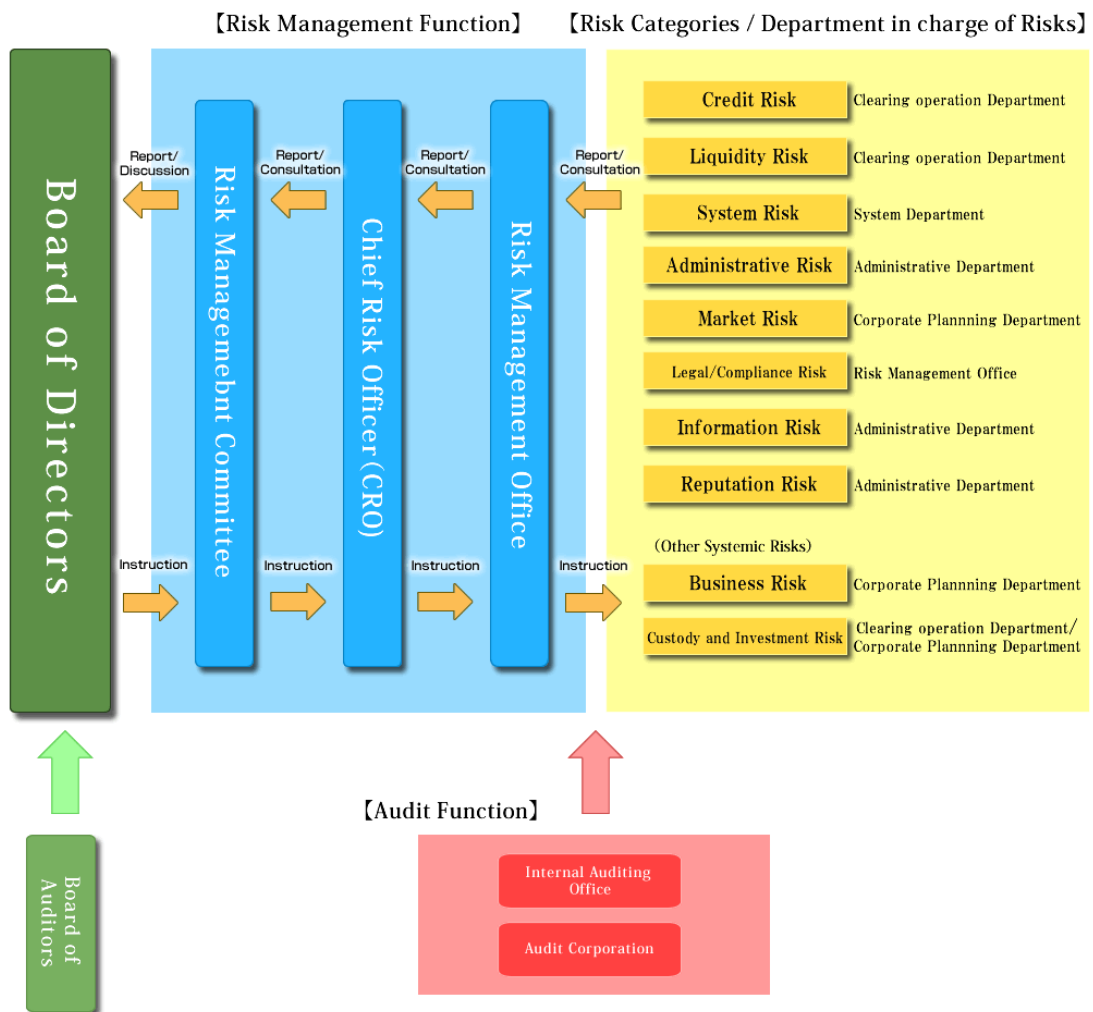 【Risk Management Function】
【Risk Categories / Department in charge of Risks】
Board of Directors
Report/
Discussion
Instruction
Risk Managemebnt Committee
Report/
Consultation
Instruction
Chief Risk Officer(CRO)
Report/
Consultation
Instruction
Risk Management Office
Report/
Consultation
Instruction
Credit Risk Clearing operation Department
Liquidity Risk Clearing operation Department
System Risk System Department
Administrative Risk Administrative Department
Market Risk Corporate Plannning Department
Legal/Compliance Risk Risk Management Office
Information Risk Administrative Department
Reputation Risk Administrative Department
(Other Systemic Risks)
Business Risk Corporate Plannning Department
Custody and Investment Risk Clearing operation Department/
Corporate Plannning Department
【Audit Function】
Board of
Auditors
Internal Auditing
Office
Audit Corporation